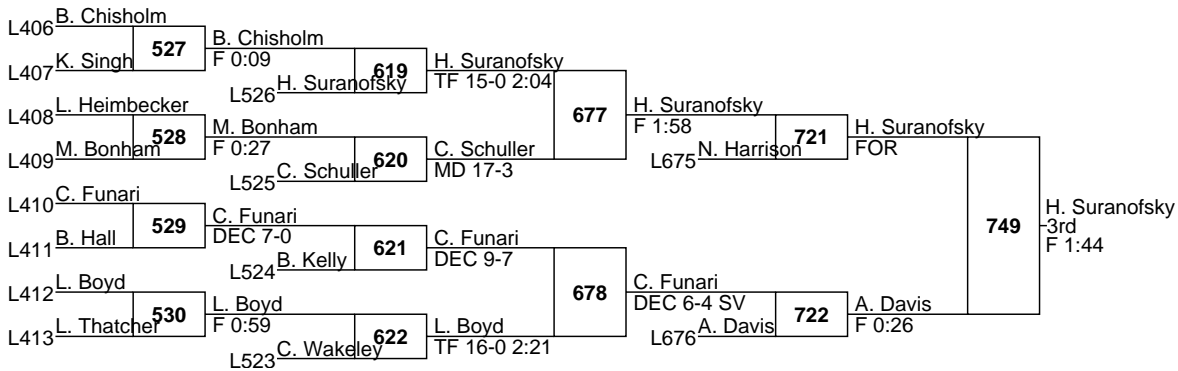 L406 B. Chisholm
527
L407 K. Singh
B. Chisholm
F 0:09
619
L526 H. Suranofsky
H. Suranofsky
TF 15-0 2:04
L408 L. Heimbecker
528
L409 M. Bonham
M. Bonham
F 0:27
620
L525 C. Schuller
C. Schuller
MD 17-3
677
H. Suranofsky
F 1:58
721
L675 N. Harrison
H. Suranofsky
FOR
L410 C. Funari
529
L411 B. Hall
C. Funari
DEC 7-0
621
L524 B. Kelly
C. Funari
DEC 9-7
L412 L. Boyd
530
L413 L. Thatcher
L. Boyd
F 0:59
622
L523 C. Wakeley
L. Boyd
TF 16-0 2:21
678
C. Funari
DEC 6-4 SV
722
L676 A. Davis
A. Davis
F 0:26
749
H. Suranofsky
3rd
F 1:44